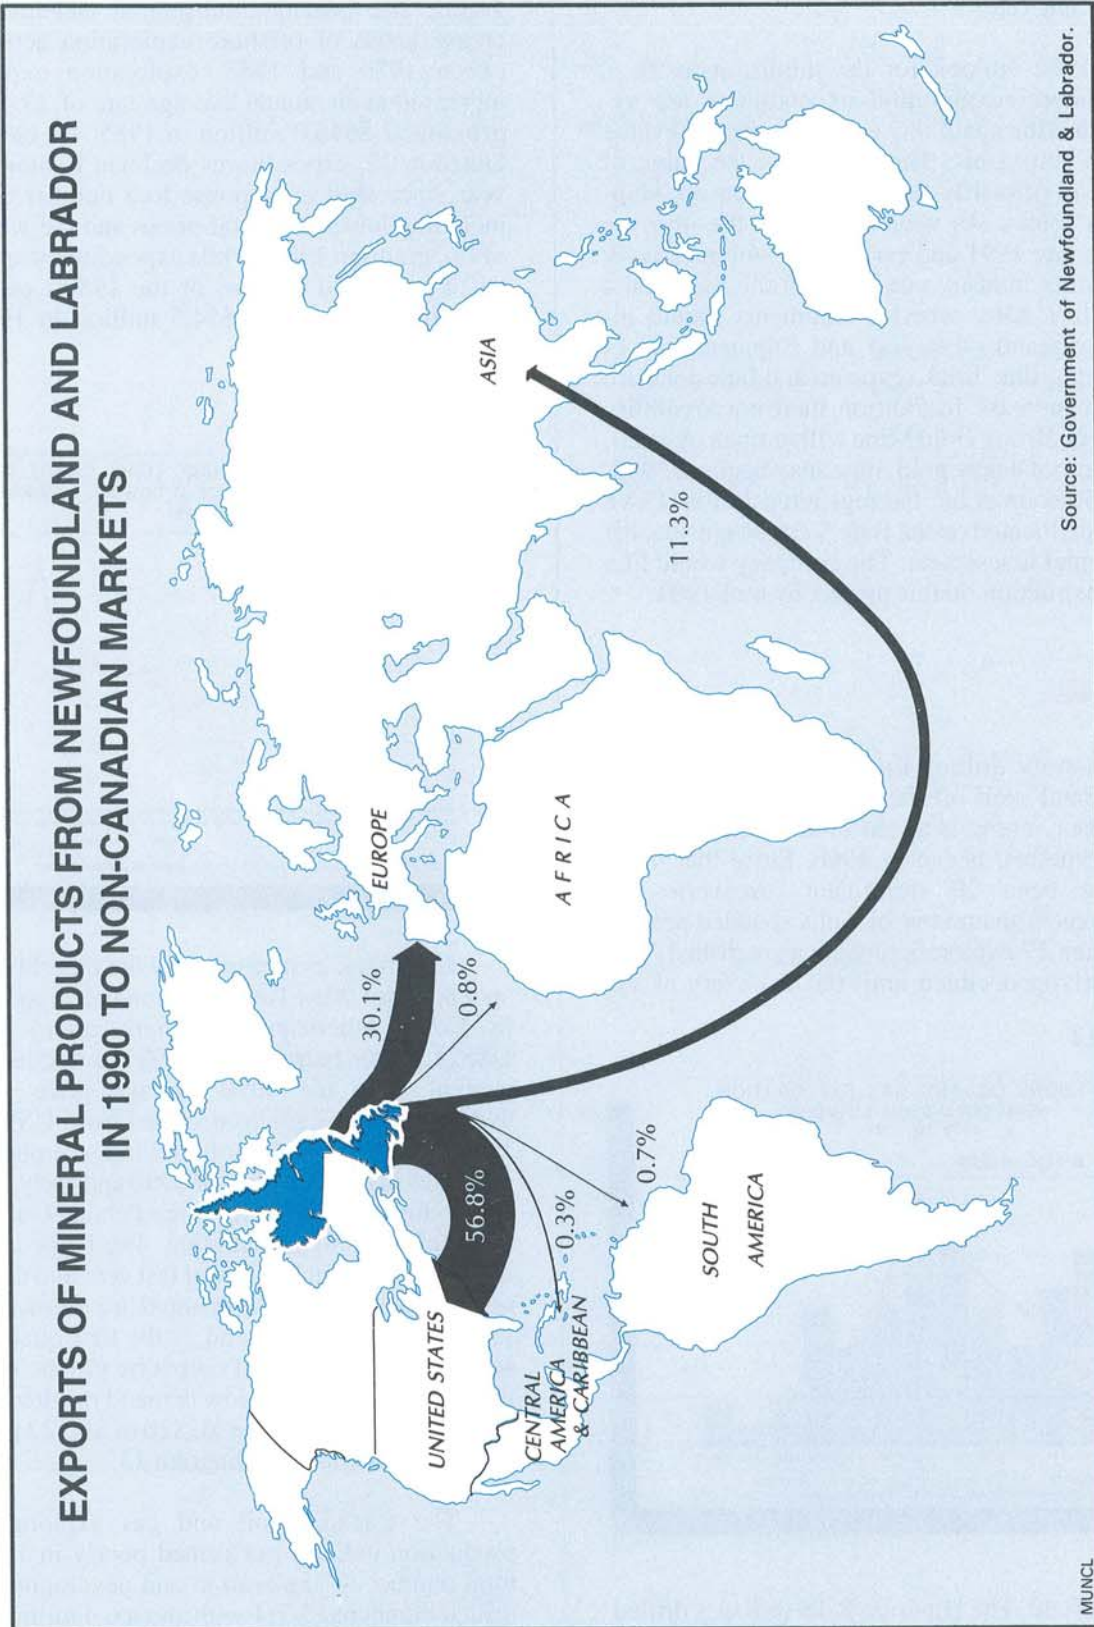 EXPORTS OF MINERAL PRODUCTS FROM NEWFOUNDLAND AND LABRADOR
IN 1990 TO NON-CANADIAN MARKETS
ASIA
EUROPE
AFRICA
30.1%
0.8%
11.3%
UNITED STATES
56.8%
CENTRAL
AMERICA
& CARIBBEAN
0.3%
0.7%
SOUTH
AMERICA
MUNCL
Source: Government of Newfoundland & Labrador.